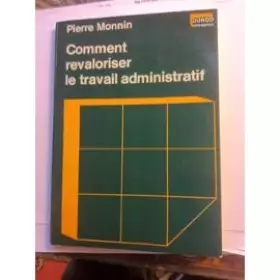 Pierre Monnin
DUNOD
Comment
revaloriser
le travail administratif